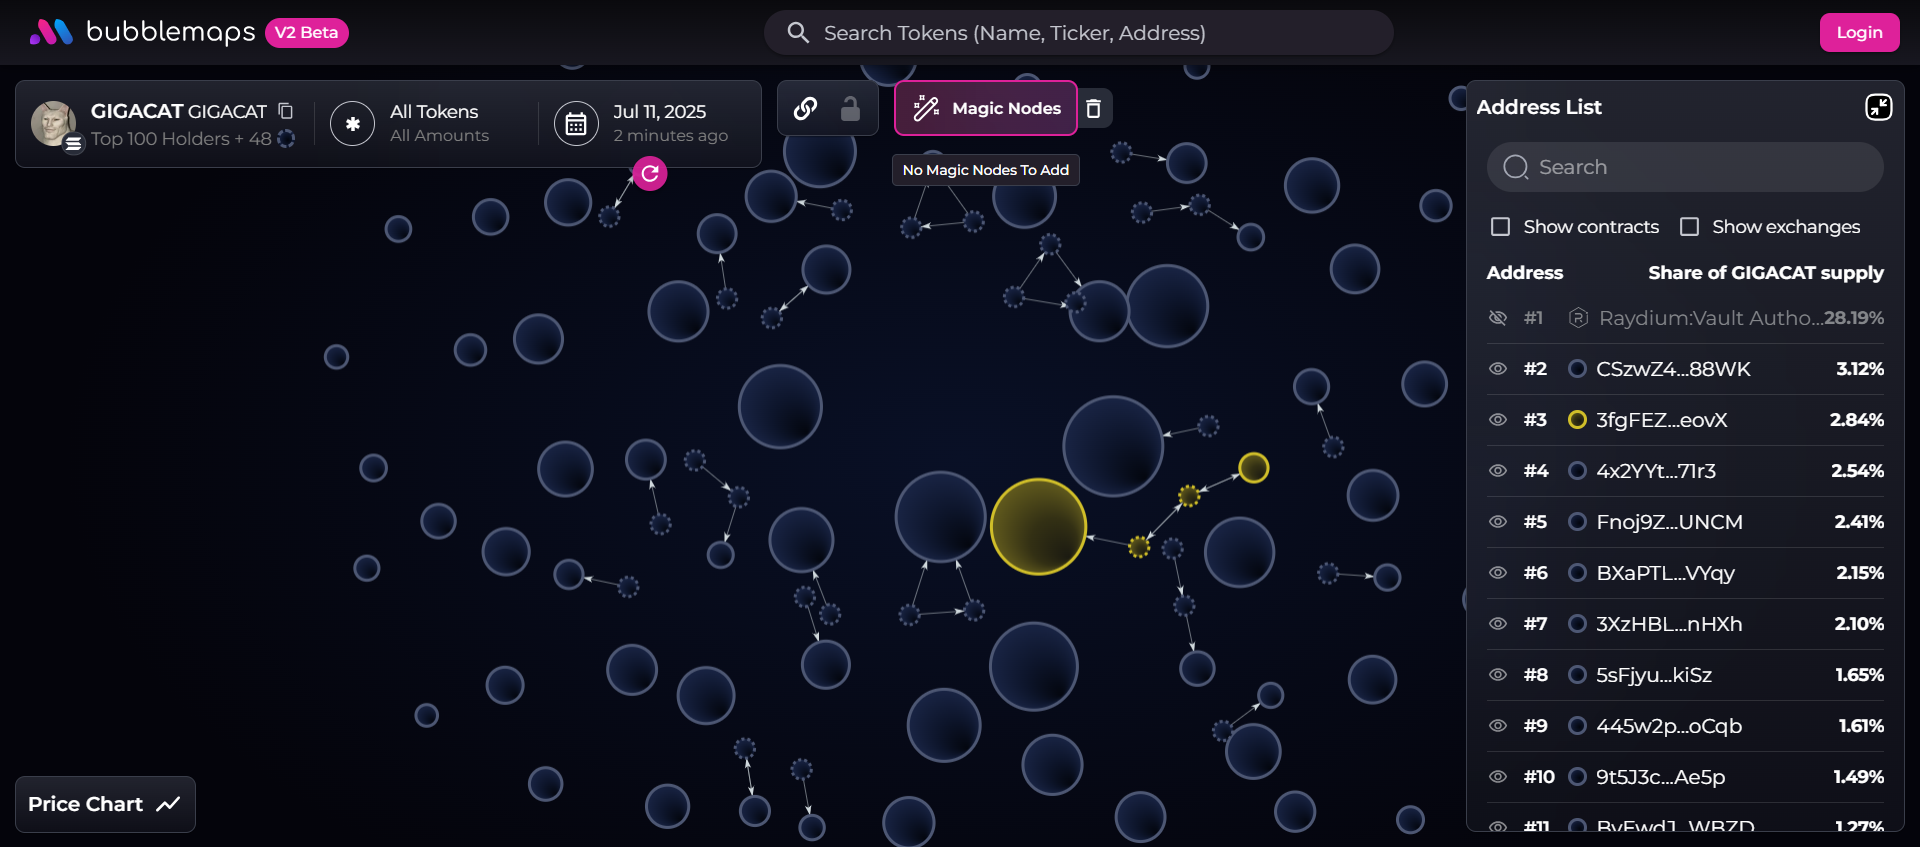 bubblemaps V2 Beta
Search Tokens (Name, Ticker, Address)
Login
GIGACAT GIGACAT
Top 100 Holders + 48
All Tokens
All Amounts
Jul 11, 2025
2 minutes ago
Magic Nodes
No Magic Nodes To Add
Address List
Search
Show contracts Show exchanges
Address Share of GIGACAT supply
#1 Raydium:Vault Autho... 28.19%
#2 CSzwZ4...88WK 3.12%
#3 3fgFEZ...eovX 2.84%
#4 4x2YYt...71r3 2.54%
#5 Fnoj9Z...UNCM 2.41%
#6 BXaPTL...VYqy 2.15%
#7 3XzHBL...nHXh 2.10%
#8 5sFjyu...kiSz 1.65%
#9 445w2p...oCqb 1.61%
#10 9t5J3c...Ae5p 1.49%
#11 1.27%
Price Chart